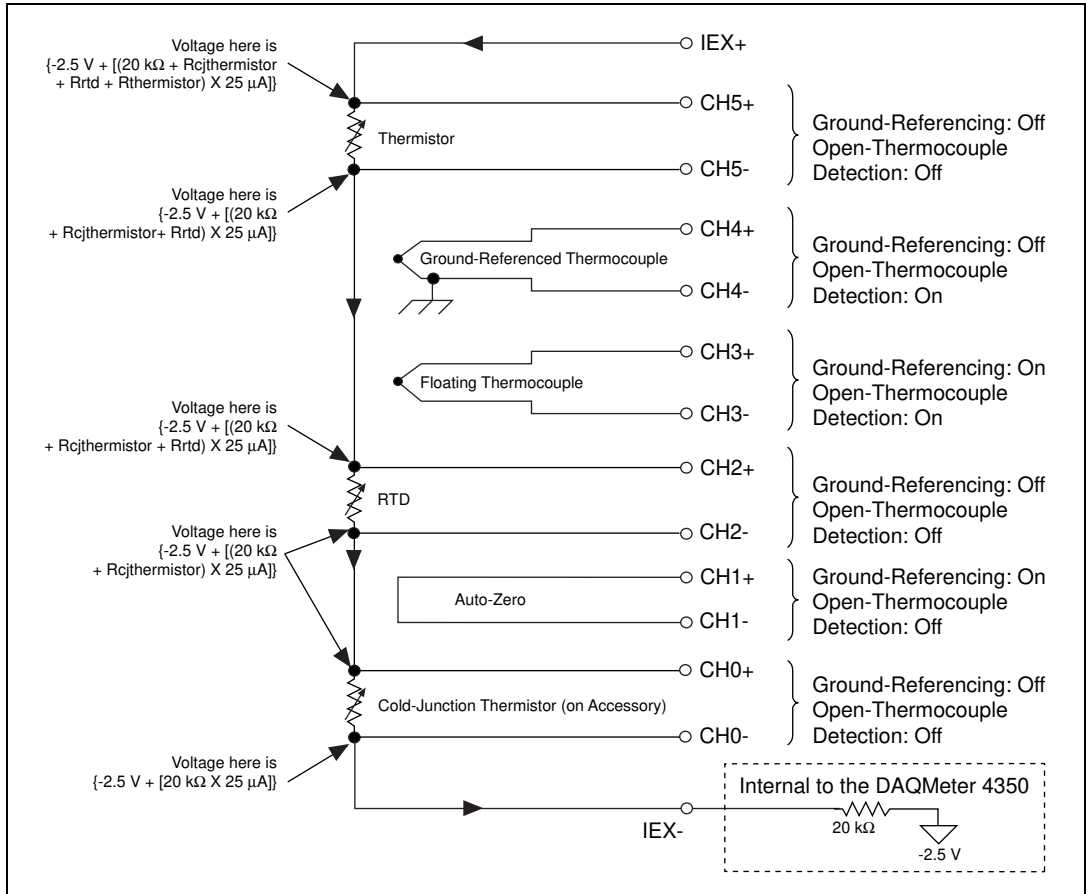 Voltage here is
{-2.5 V + [(20 kΩ + Rcjthermistor
+ Rrtd + Rthermistor) X 25 µA]}
IEX+
CH5+
Thermistor
CH5-
Ground-Referencing: Off
Open-Thermocouple
Detection: Off
Voltage here is
{-2.5 V + [(20 kΩ
+ Rcjthermistor+ Rrtd) X 25 µA]}
CH4+
Ground-Referenced Thermocouple
CH4-
Ground-Referencing: Off
Open-Thermocouple
Detection: On
CH3+
Floating Thermocouple
CH3-
Ground-Referencing: On
Open-Thermocouple
Detection: On
Voltage here is
{-2.5 V + [(20 kΩ
+ Rcjthermistor + Rrtd) X 25 µA]}
CH2+
RTD
CH2-
Ground-Referencing: Off
Open-Thermocouple
Detection: Off
Voltage here is
{-2.5 V + [(20 kΩ
+ Rcjthermistor) X 25 µA]}
CH1+
Auto-Zero
CH1-
Ground-Referencing: On
Open-Thermocouple
Detection: Off
CH0+
Cold-Junction Thermistor (on Accessory)
CH0-
Ground-Referencing: Off
Open-Thermocouple
Detection: Off
Voltage here is
{-2.5 V + [20 kΩ X 25 µA]}
Internal to the DAQMeter 4350
IEX-
20 kΩ
-2.5 V